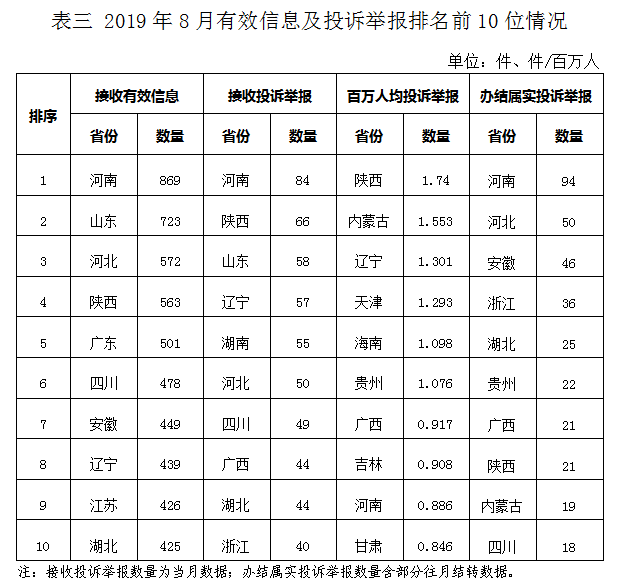 表三 2019 年 8 月有效信息及投诉举报排名前 10 位情况
单位：件、件/百万人
排序 接收有效信息 接收投诉举报 百万人均投诉举报 办结属实投诉举报
省份 数量 省份 数量 省份 数量 省份 数量
1 河南 869 河南 84 陕西 1.74 河南 94
2 山东 723 陕西 66 内蒙古 1.553 河北 50
3 河北 572 山东 58 辽宁 1.301 安徽 46
4 陕西 563 辽宁 57 天津 1.293 浙江 36
5 广东 501 湖南 55 海南 1.098 湖北 25
6 四川 478 河北 50 贵州 1.076 贵州 22
7 安徽 449 四川 49 广西 0.917 广西 21
8 辽宁 439 广西 44 吉林 0.908 陕西 21
9 江苏 426 湖北 44 河南 0.886 内蒙古 19
10 湖北 425 浙江 40 甘肃 0.846 四川 18
注：接收投诉举报数量为当月数据；办结属实投诉举报数量含部分往月结转数据。